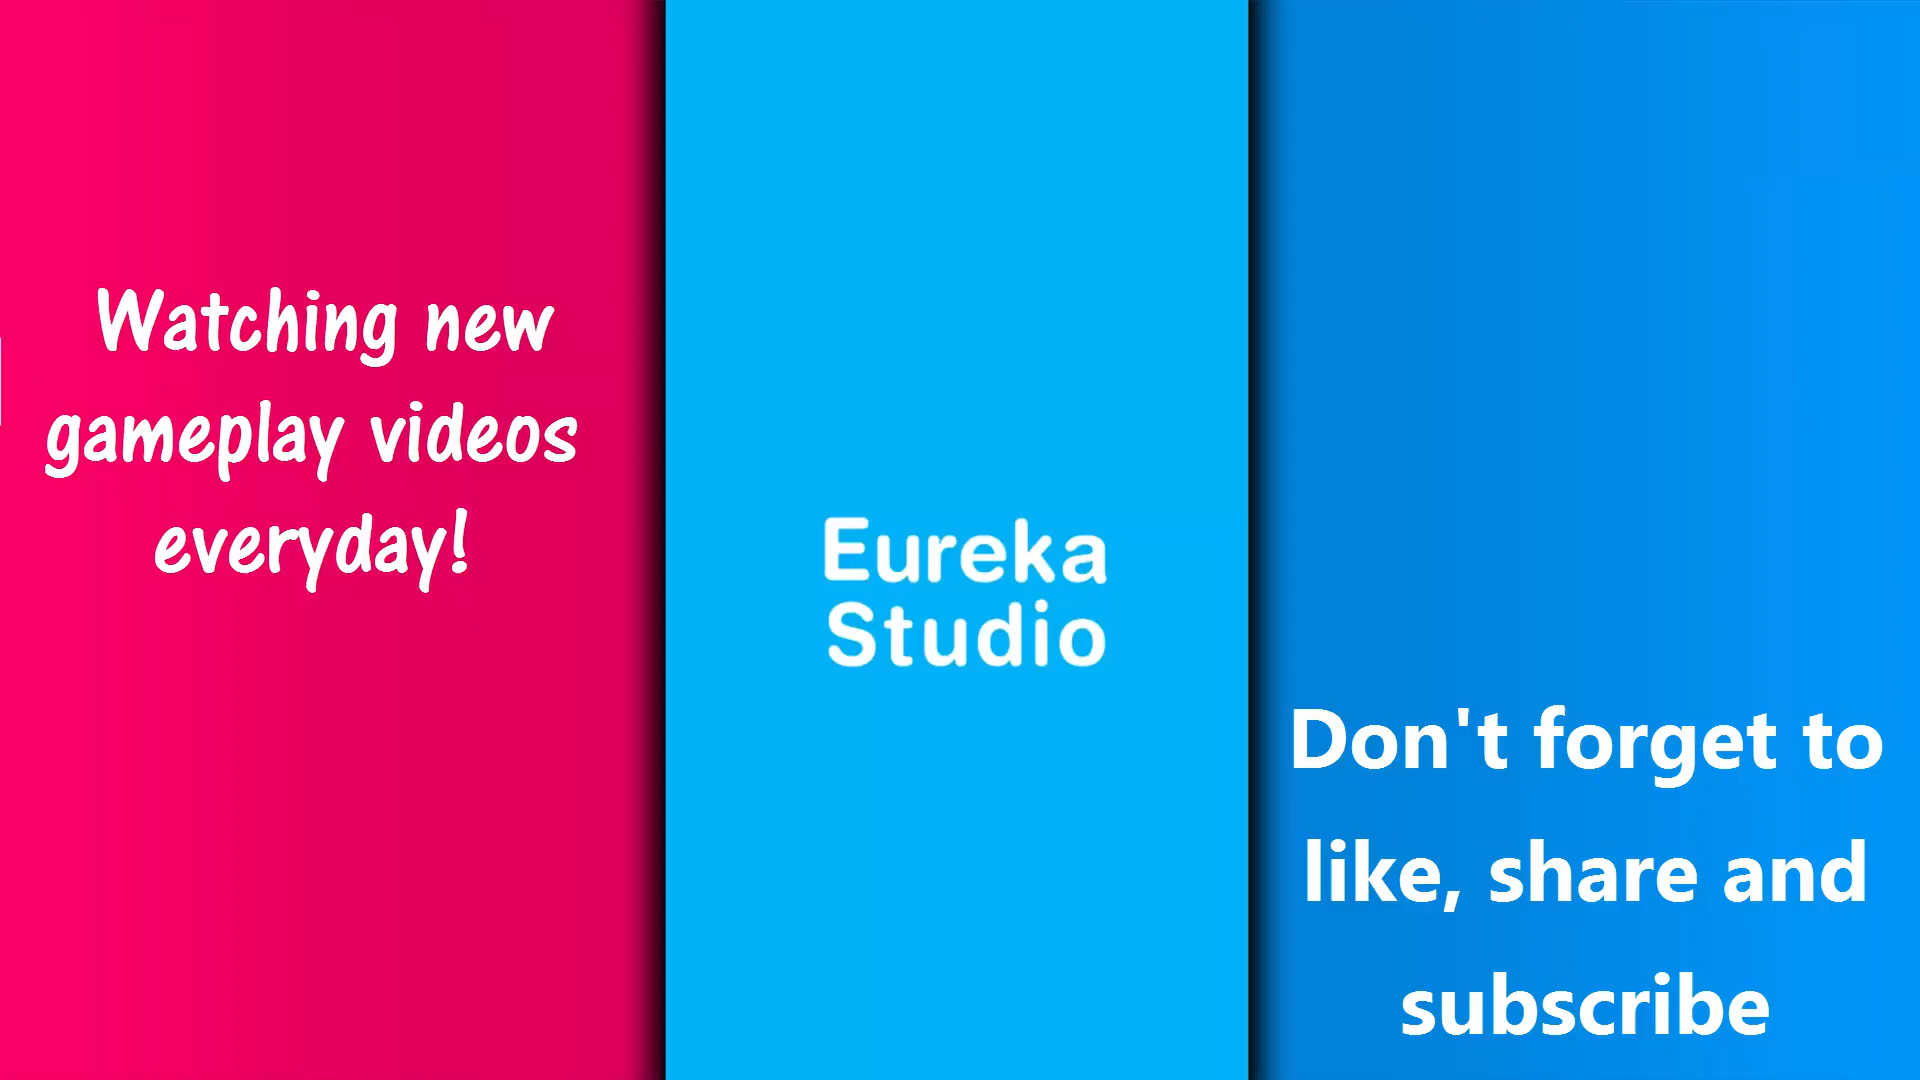 Watching new
gameplay videos
everyday!
Eureka
Studio
Don't forget to
like, share and
subscribe